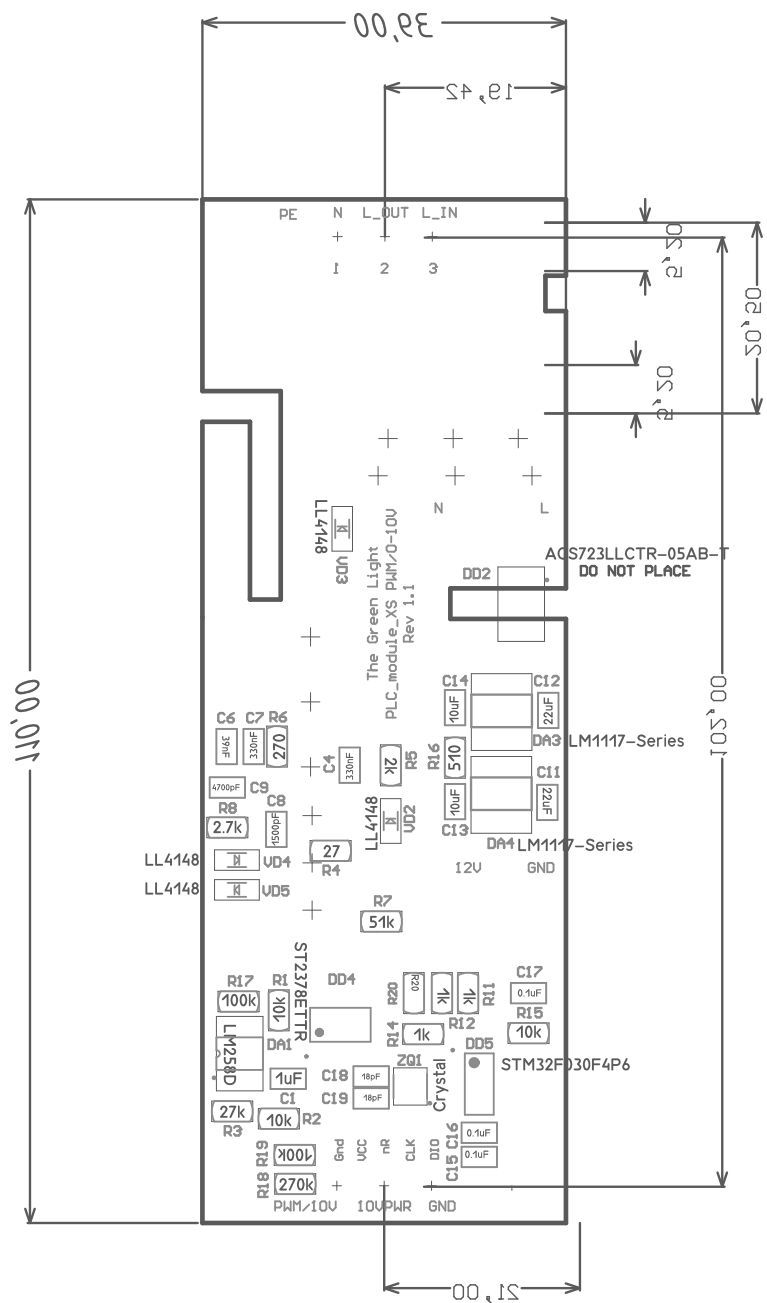 39,00
19,42
PE N L_OUT L_IN
1 2 3
5,20
20,50
5,20
N L
LL4148
VD3
The Green Light
PLC_module_XS PWM/0-10V
Rev 1.1
ACS723LLCTR-05AB-T
DO NOT PLACE
DD2
110,00
102,00
C14 C12
10uF 22uF
C6 C7 R6
39nF 330nF 270
C4 330nF
2k R5
R16 510
DA3 LM1117-Series
4700pF C9
C11
22uF
10uF
C13
R8 C8
2.7k 1500pF
LL4148 VD2
DA4 LM1117-Series
27
R4
LL4148 VD4
LL4148 VD5
12V GND
R7
51k
ST2378ETTR
DD4
R17 R1
100k 10k
R20 R20 1k 1k R11
R12
C17
0.1uF
R15
10k
R14 1k
LM258D
DA1
DD5
STM32F030F4P6
ZQ1
Crystal
C18 18pF
C19 18pF
1uF
C1
27k
R3
10k R2
C16 0.1uF
C15 0.1uF
R19 100k
R18 270k
Gnd VCC nR CLK DIO
PWM/10V 10VPWR GND
21,00